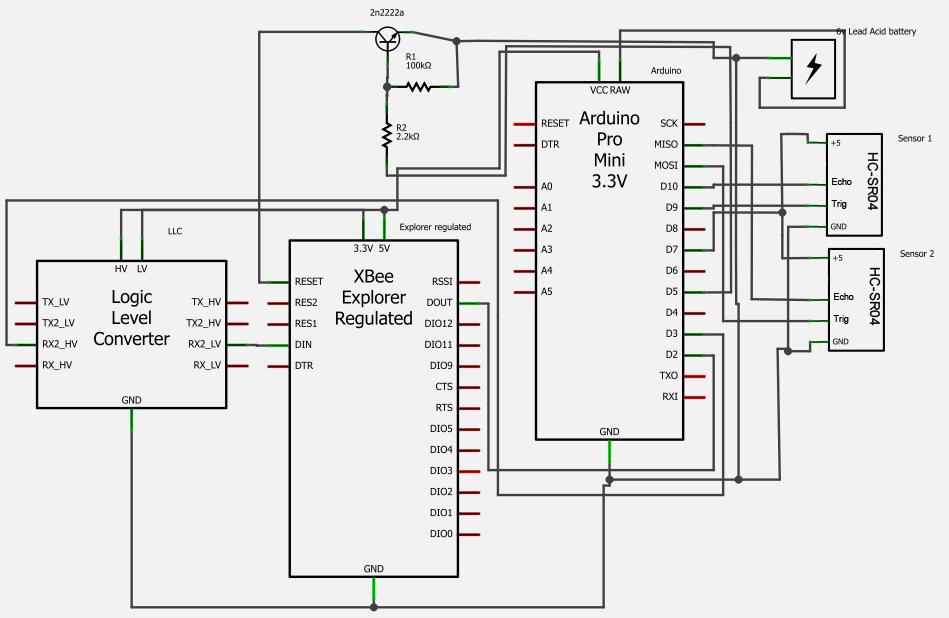 2n2222a
6v Lead Acid battery
R1
100kΩ
Arduino
VCC RAW
R2
2.2kΩ
RESET
DTR
A0
A1
A2
A3
A4
A5
Arduino
Pro
Mini
3.3V
SCK
MISO
MOSI
D10
D9
D8
D7
D6
D5
D4
D3
D2
TXO
RXI
GND
Sensor 1
+5
Echo
Trig
GND
HC-SR04
Sensor 2
+5
Echo
Trig
GND
HC-SR04
LLC
HV LV
Logic
Level
Converter
TX_LV
TX2_LV
RX2_HV
RX_HV
TX_HV
TX2_HV
RX2_LV
RX_LV
GND
Explorer regulated
3.3V 5V
XBee
Explorer
Regulated
RESET
RES2
RES1
DIN
DTR
RSSI
DOUT
DIO12
DIO11
DIO9
CTS
RTS
DIO5
DIO4
DIO3
DIO2
DIO1
DIO0
GND